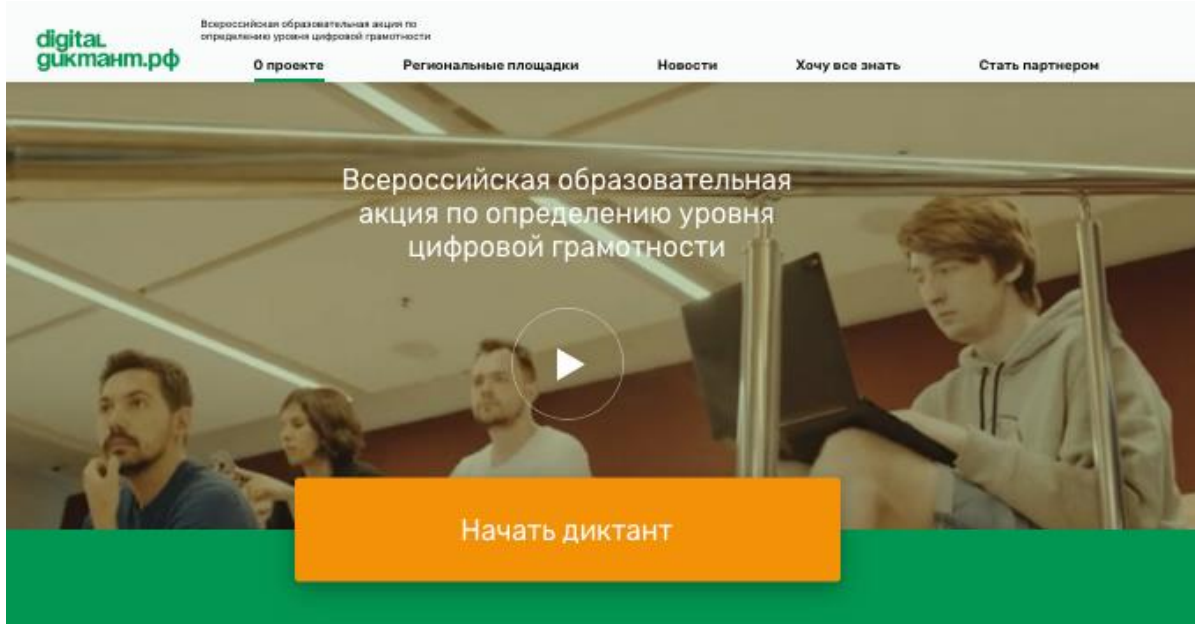 digital
диктант.рф
Всероссийская образовательная акция по
определению уровня цифровой грамотности
О проекте
Региональные площадки
Новости
Хочу все знать
Стать партнером
Всероссийская образовательная
акция по определению уровня
цифровой грамотности
Начать диктант